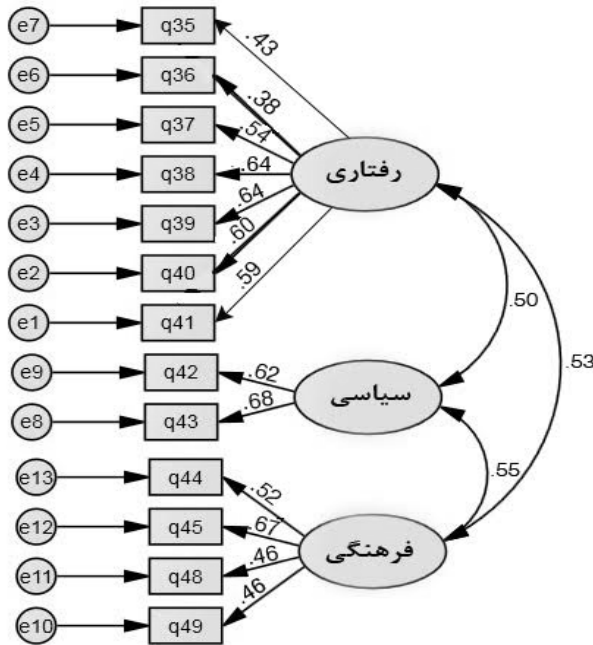 e7 q35 .43
e6 q36 .38
e5 q37 .54
e4 q38 .64 رفتاری
e3 q39 .64
e2 q40 .60
e1 q41 .59
.50
.53
e9 q42 .62 سیاسی
e8 q43 .68
.55
e13 q44 .52
e12 q45 .67 فرهنگی
e11 q48 .46
e10 q49 .46